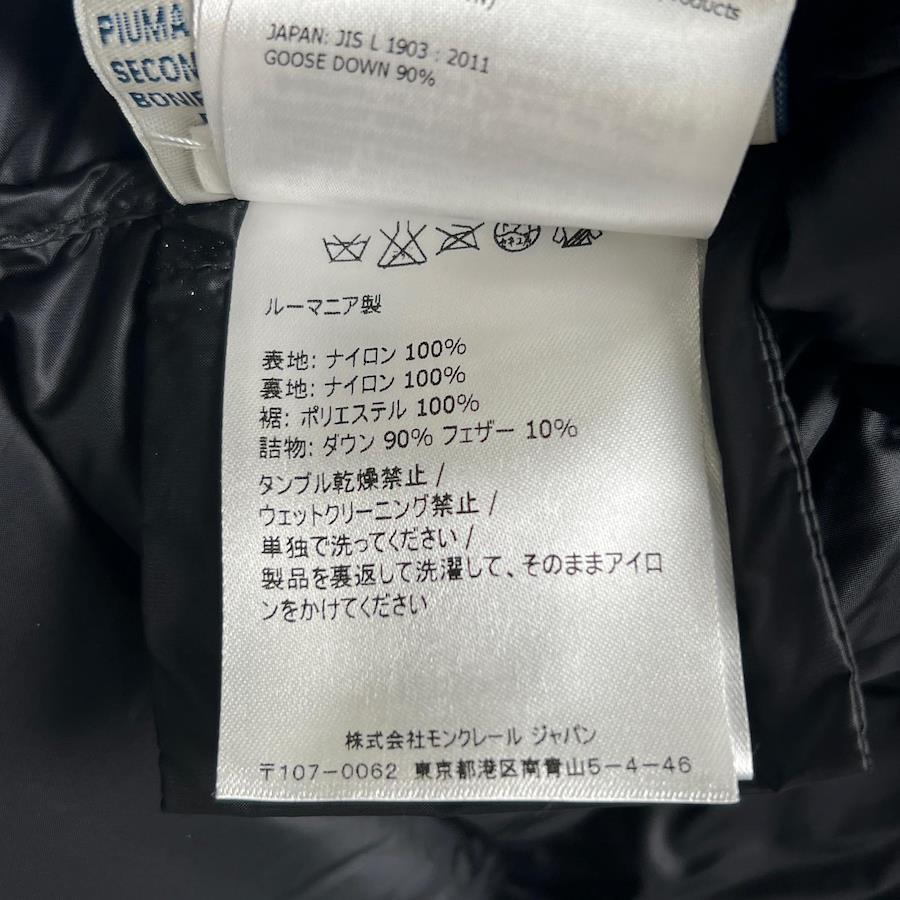 PIUMA
SECON
BONIF
products
JAPAN: JIS L 1903 : 2011
GOOSE DOWN 90%
ルーマニア製
表地: ナイロン 100%
裏地: ナイロン 100%
裾: ポリエステル 100%
詰物: ダウン 90% フェザー 10%
タンブル乾燥禁止 /
ウェットクリーニング禁止 /
単独で洗ってください /
製品を裏返して洗濯して、そのままアイロ
ンをかけてください
株式会社モンクレール ジャパン
〒107-0062 東京都港区南青山5-4-46